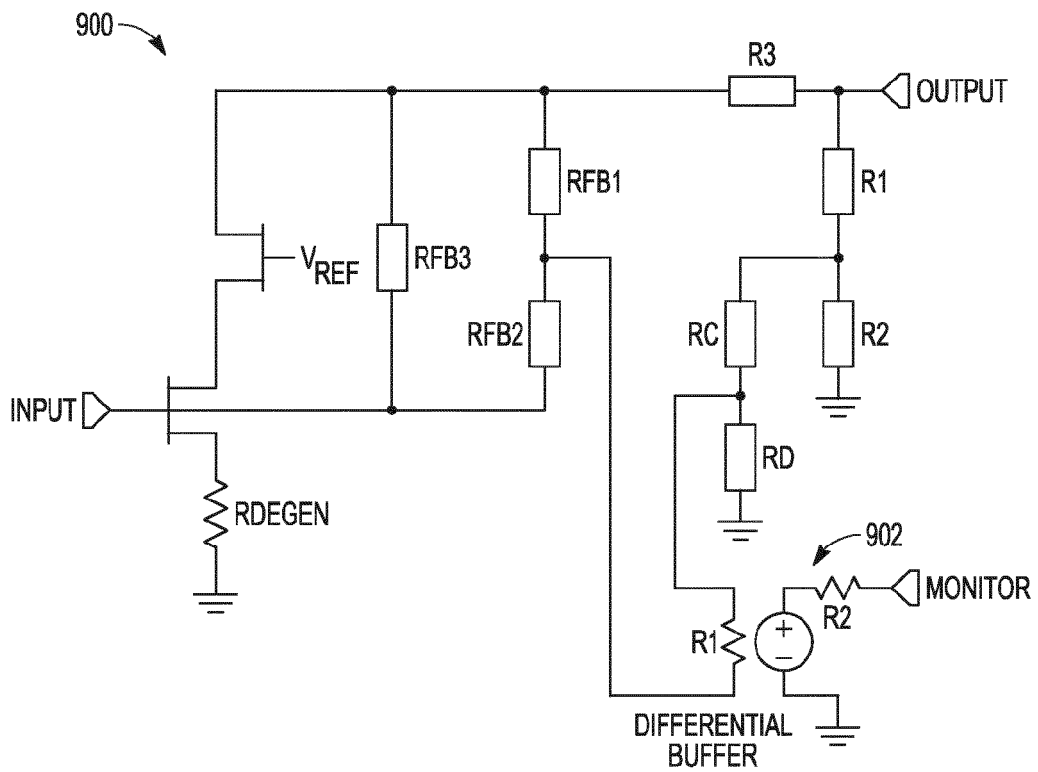 900
R3
OUTPUT
RFB1
R1
VREF
RFB3
RFB2
RC
R2
INPUT
RD
RDEGEN
902
MONITOR
R2
R1
+
−
DIFFERENTIAL
BUFFER